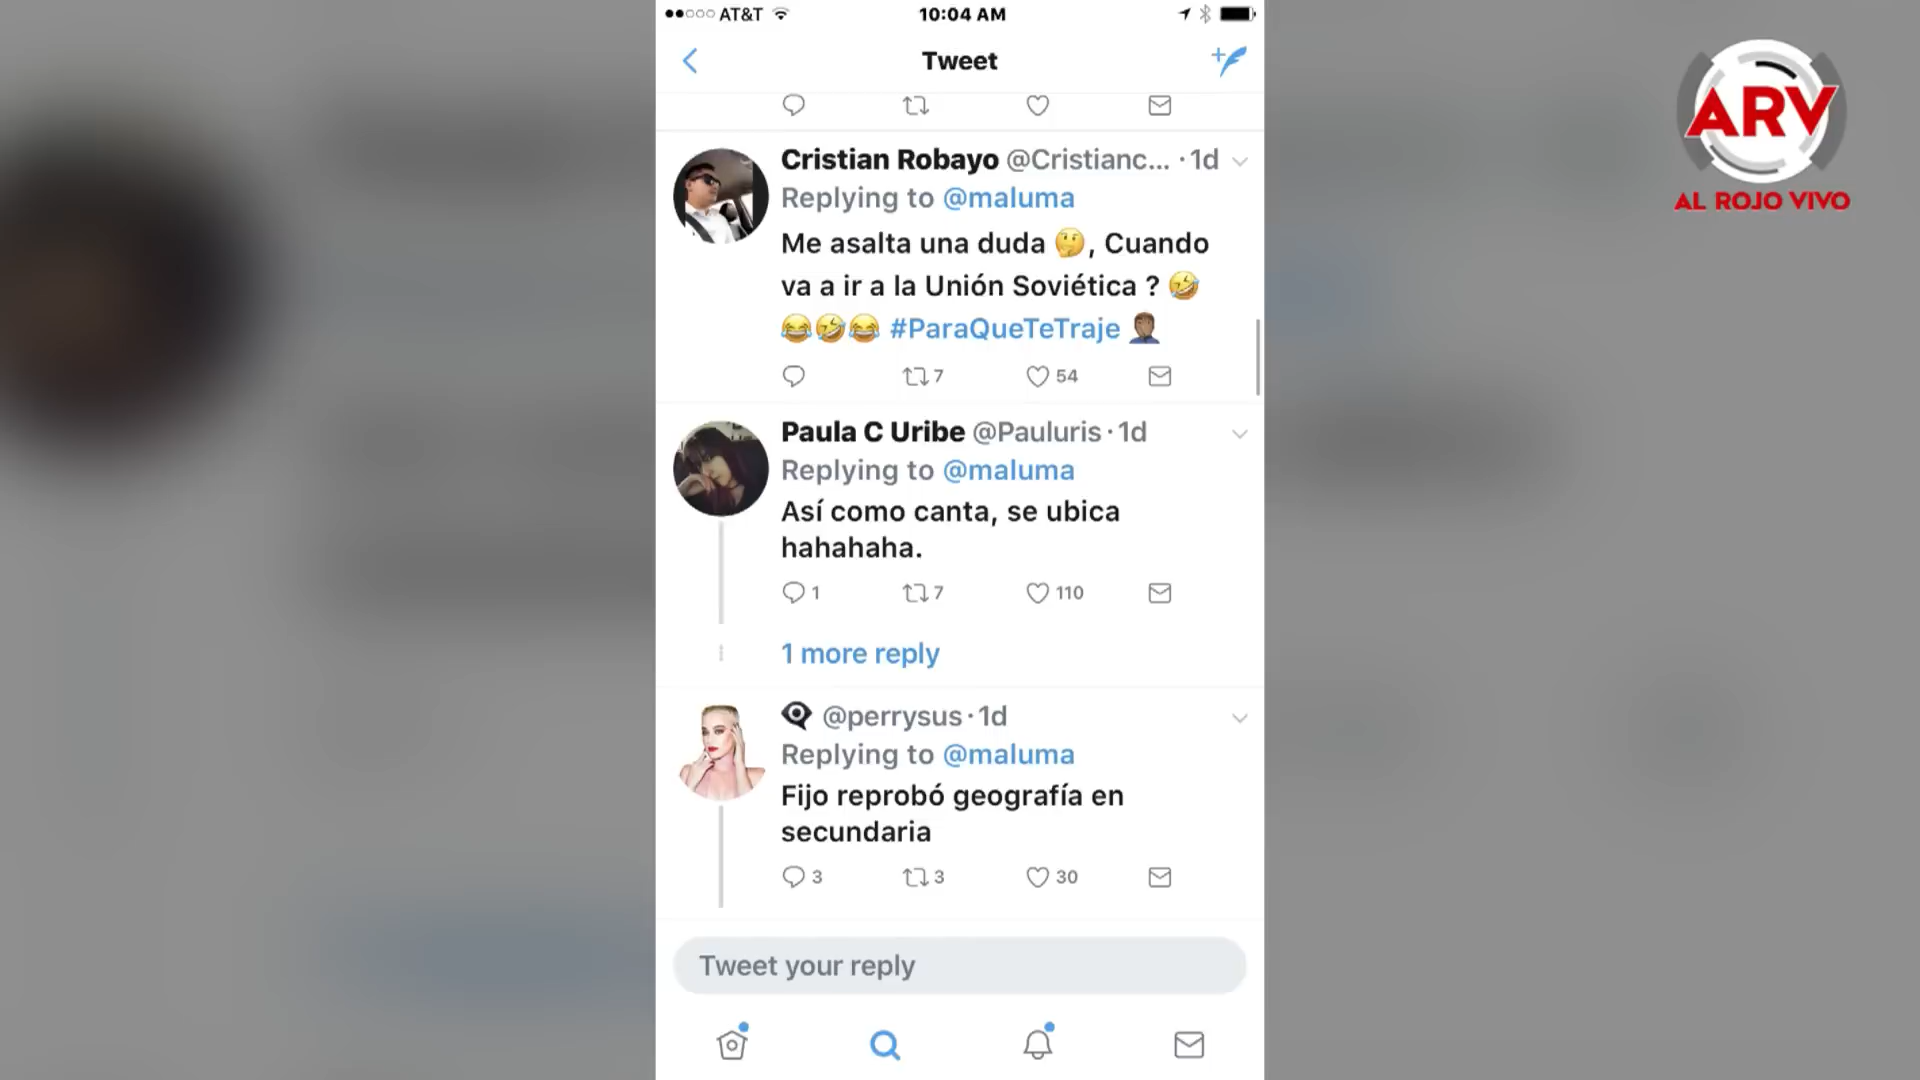 AT&T 10:04 AM
Tweet
ARV
AL ROJO VIVO
Cristian Robayo @Cristianc... · 1d
Replying to @maluma
Me asalta una duda 🤔, Cuando
va a ir a la Unión Soviética ? 🤣
😂🤣😂 #ParaQueTeTraje 🤦🏾‍♂️
7 54
Paula C Uribe @Pauluris · 1d
Replying to @maluma
Así como canta, se ubica
hahahaha.
1 7 110
1 more reply
@perrysus · 1d
Replying to @maluma
Fijo reprobó geografía en
secundaria
3 3 30
Tweet your reply